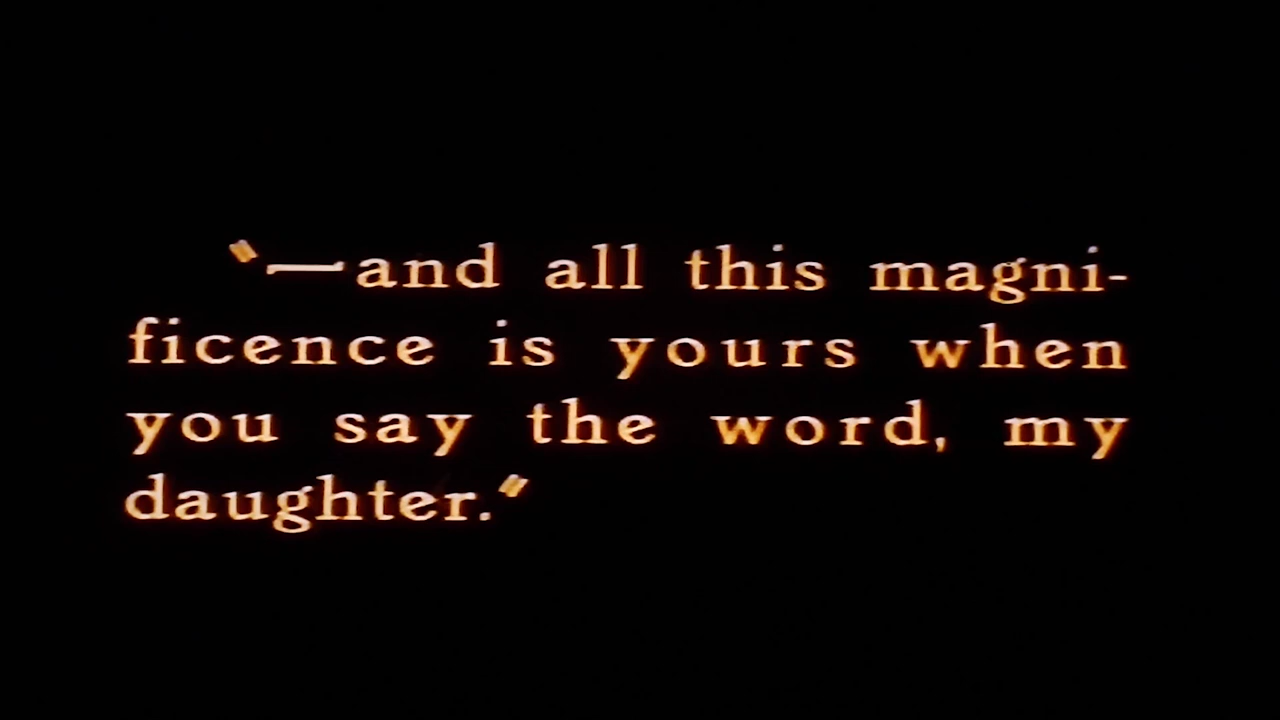 "—and all this magni-
ficence is yours when
you say the word, my
daughter."